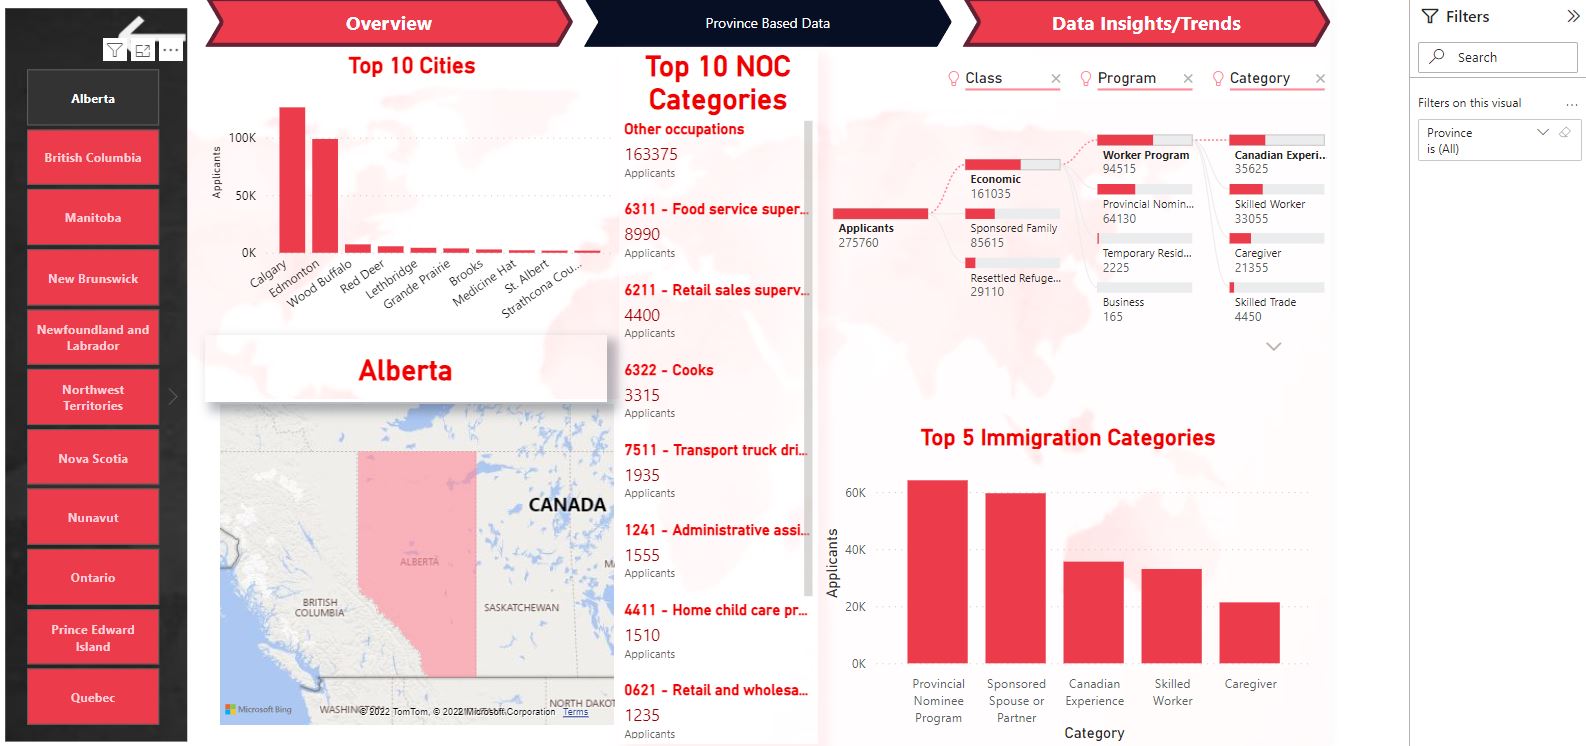 Overview
Province Based Data
Data Insights/Trends
Alberta
British Columbia
Manitoba
New Brunswick
Newfoundland and
Labrador
Northwest
Territories
Nova Scotia
Nunavut
Ontario
Prince Edward
Island
Quebec
Top 10 Cities
Applicants
100K
50K
0K
Calgary
Edmonton
Wood Buffalo
Red Deer
Lethbridge
Grande Prairie
Brooks
Medicine Hat
St. Albert
Strathcona Cou...
Alberta
CANADA
ALBERTA
BRITISH
COLUMBIA
SASKATCHEWAN
MA
WASHINGTON
NORTH DAKOT
Microsoft Bing
© 2022 TomTom, © 2022 Microsoft Corporation Terms
Top 10 NOC
Categories
Other occupations
163375
Applicants
6311 - Food service super...
8990
Applicants
6211 - Retail sales superv...
4400
Applicants
6322 - Cooks
3315
Applicants
7511 - Transport truck dri...
1935
Applicants
1241 - Administrative assi...
1555
Applicants
4411 - Home child care pr...
1510
Applicants
0621 - Retail and wholesa...
1235
Applicants
Class
Program
Category
Applicants
275760
Economic
161035
Sponsored Family
85615
Resettled Refuge...
29110
Worker Program
94515
Provincial Nomin...
64130
Temporary Resid...
2225
Business
165
Canadian Experi..
35625
Skilled Worker
33055
Caregiver
21355
Skilled Trade
4450
Top 5 Immigration Categories
Applicants
60K
40K
20K
0K
Provincial
Nominee
Program
Sponsored
Spouse or
Partner
Canadian
Experience
Skilled
Worker
Caregiver
Category
Filters
Search
Filters on this visual
...
Province
is (All)